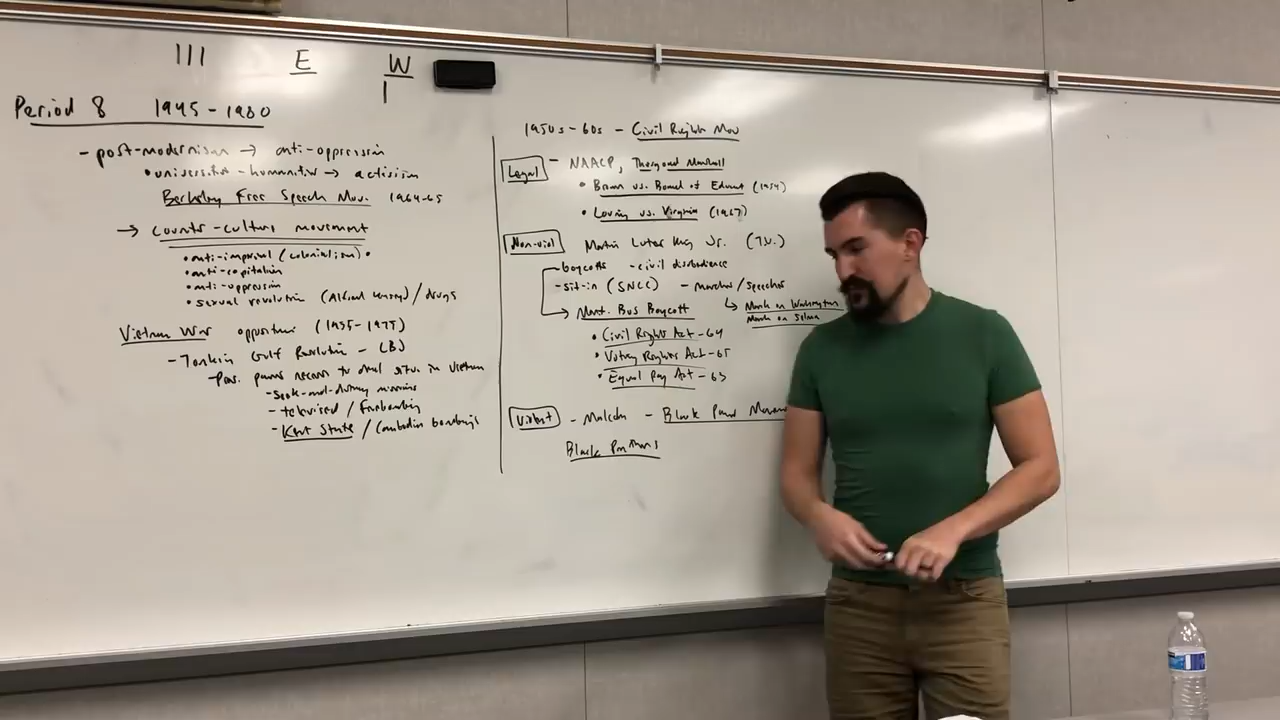 III E W
I
Period 8 1945-1980
- post-modernism → anti-oppression
• universities - humanities → activism
Berkeley Free Speech Mov. 1964-65
→ counter-culture movement
• anti-imperial (colonialism) •
• anti-capitalism
• anti-oppression
• sexual revolution (Alfred Kinsey) / drugs
Vietnam War opposition (1955-1975)
- Tonkin Gulf Resolution - LBJ
- Pres. powers necess to deal situ. in Vietnam
- seek-and-destroy missions
- televised / firebombing
- Kent State / Cambodia bombings
1950s-60s - Civil Rights Mov
Legal - NAACP, Thurgood Marshall
• Brown vs. Board of Educat (1954)
• Loving vs. Virginia (1967)
Non-viol Martin Luter King Jr. (T.V.)
boycotts - civil disobedience
- sit-in (SNCC) - marches / speeches
→ Mont. Bus Boycott
↳ March on Washington
March on Selma
• Civil Rights Act - 64
• Voting Rights Act - 65
• Equal Pay Act - 63
Violent - Malcolm - Black Power Movem
Black Panthers